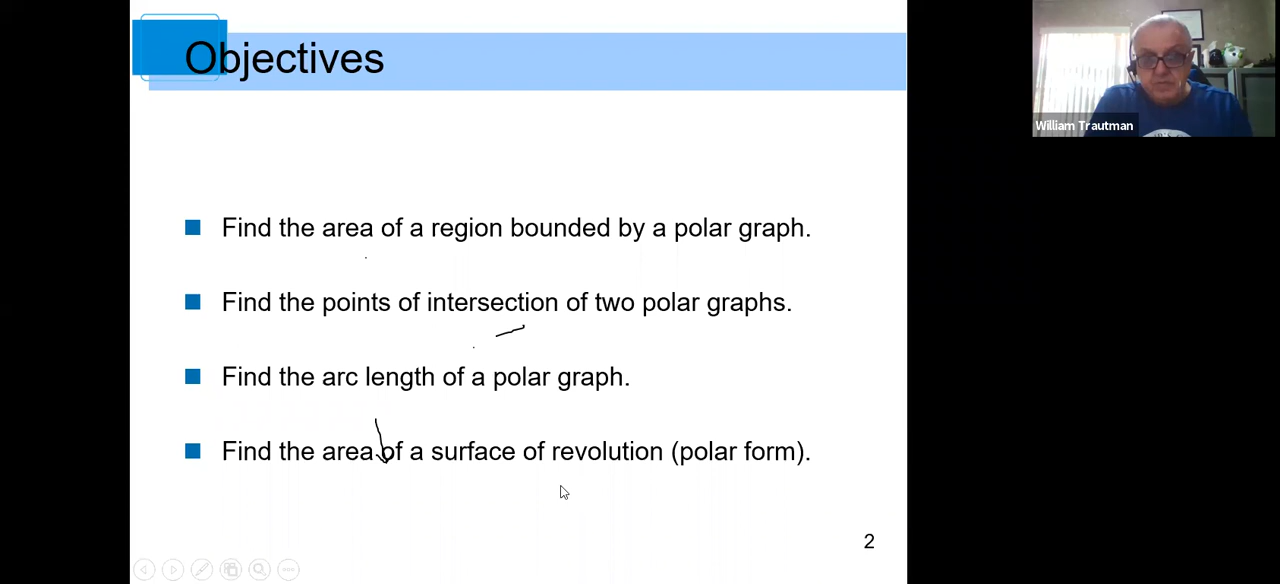 Objectives
Find the area of a region bounded by a polar graph.
Find the points of intersection of two polar graphs.
Find the arc length of a polar graph.
Find the area of a surface of revolution (polar form).
2
William Trautman